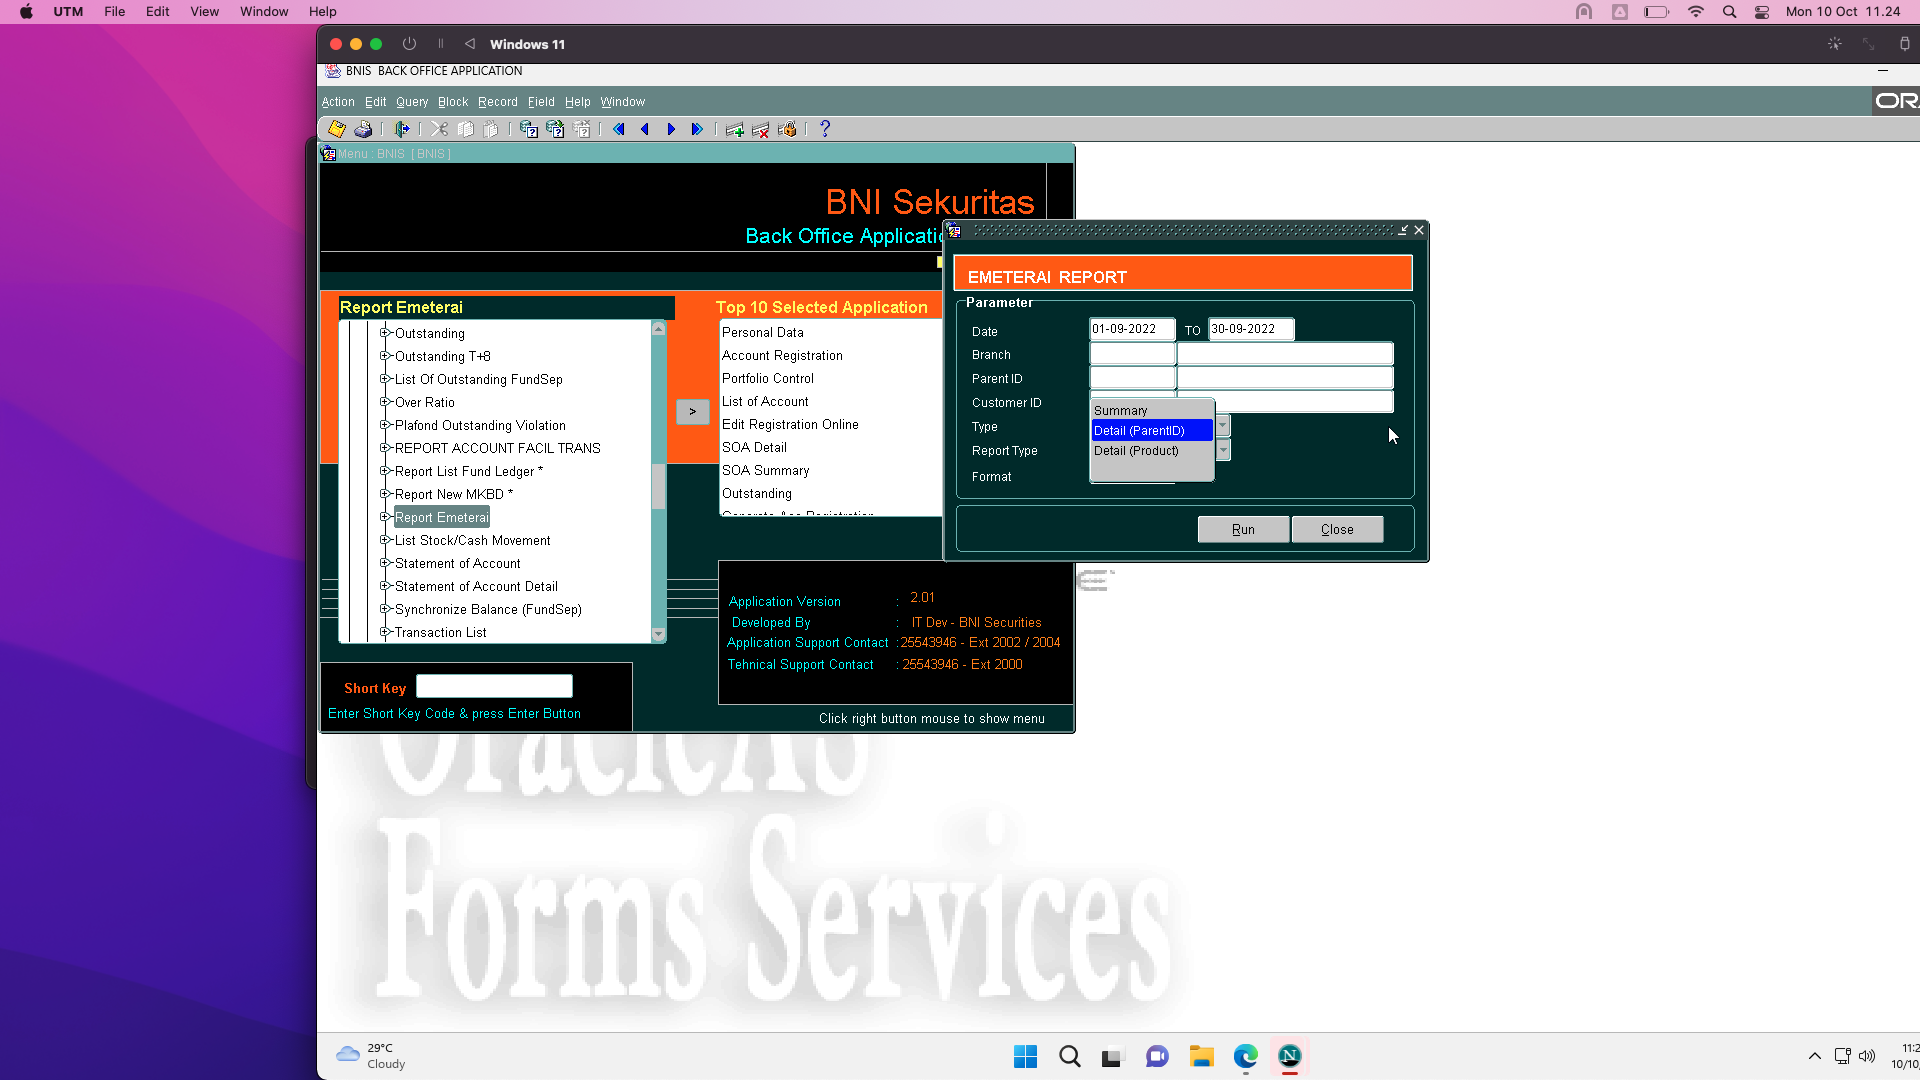 UTM File Edit View Window Help
Mon 10 Oct 11.24
Windows 11
BNIS BACK OFFICE APPLICATION
Action Edit Query Block Record Field Help Window
Menu : BNIS [ BNIS ]
BNI Sekuritas
Back Office Applicatio
Report Emeterai
Outstanding
Outstanding T+8
List Of Outstanding FundSep
Over Ratio
Plafond Outstanding Violation
REPORT ACCOUNT FACIL TRANS
Report List Fund Ledger *
Report New MKBD *
Report Emeterai
List Stock/Cash Movement
Statement of Account
Statement of Account Detail
Synchronize Balance (FundSep)
Transaction List
>
Top 10 Selected Application
Personal Data
Account Registration
Portfolio Control
List of Account
Edit Registration Online
SOA Detail
SOA Summary
Outstanding
EMETERAI REPORT
Parameter
Date 01-09-2022 TO 30-09-2022
Branch
Parent ID
Customer ID
Type
Report Type
Format
Summary
Detail (ParentID)
Detail (Product)
Run Close
Application Version : 2.01
Developed By : IT Dev - BNI Securities
Application Support Contact : 25543946 - Ext 2002 / 2004
Tehnical Support Contact : 25543946 - Ext 2000
Click right button mouse to show menu
Short Key
Enter Short Key Code & press Enter Button
OracleAS
Forms Services
29°C
Cloudy
11:2
10/10